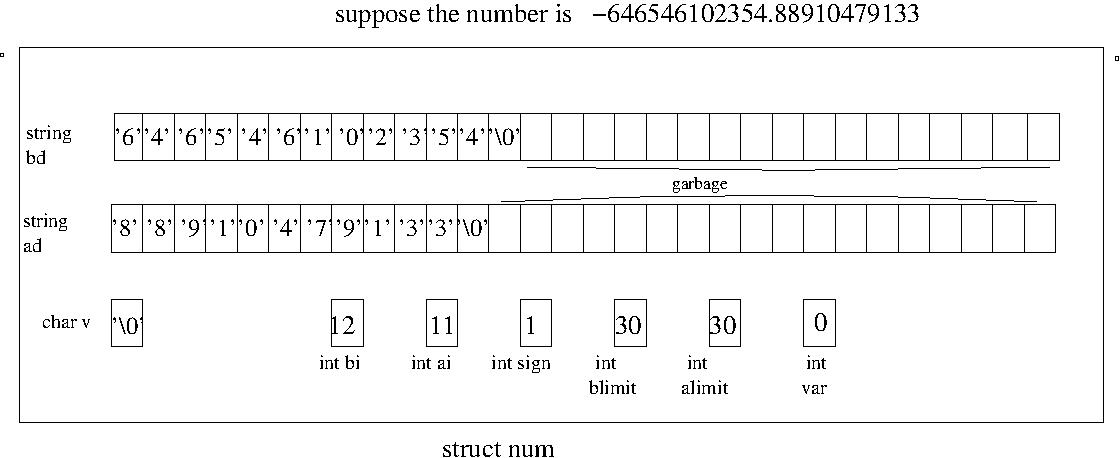 suppose the number is −646546102354.88910479133
string '6' '4' '6' '5' '4' '6' '1' '0' '2' '3' '5' '4' '\0'
bd
garbage
string '8' '8' '9' '1' '0' '4' '7' '9' '1' '3' '3' '\0'
ad
char v '\0' 12 11 1 30 30 0
int bi int ai int sign int int int
blimit alimit var
struct num